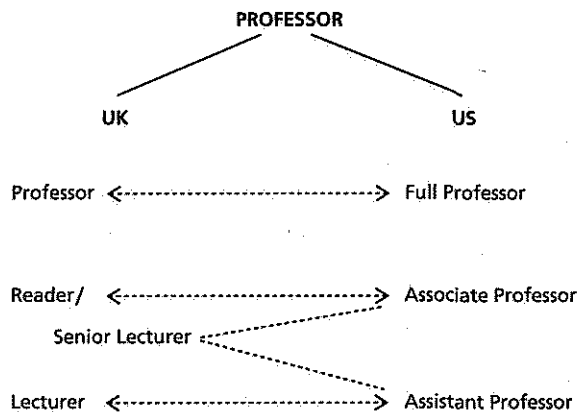 PROFESSOR
UK US
Professor Full Professor
Reader/ Associate Professor
Senior Lecturer
Lecturer Assistant Professor